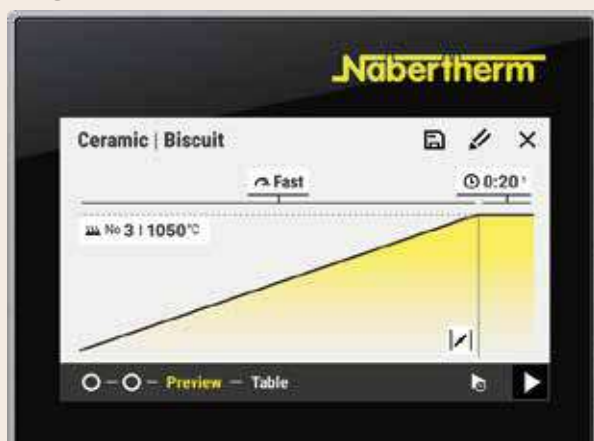 Nabertherm
Ceramic | Biscuit
Fast
0:20
No 3 | 1050°C
Preview – Table